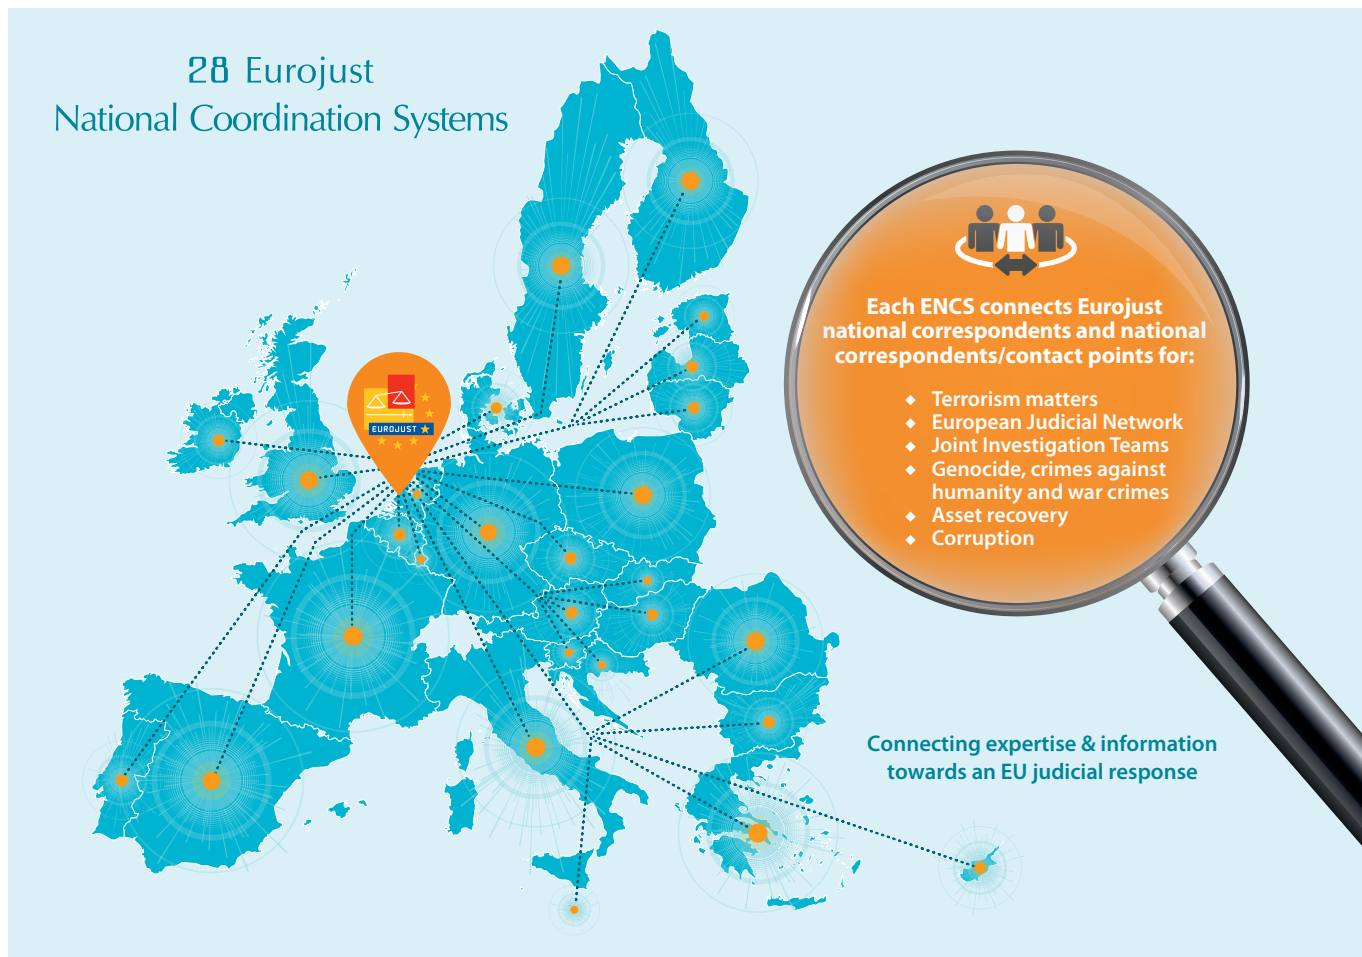 28 Eurojust
National Coordination Systems
EUROJUST
Each ENCS connects Eurojust
national correspondents and national
correspondents/contact points for:
◆ Terrorism matters
◆ European Judicial Network
◆ Joint Investigation Teams
◆ Genocide, crimes against
humanity and war crimes
◆ Asset recovery
◆ Corruption
Connecting expertise & information
towards an EU judicial response